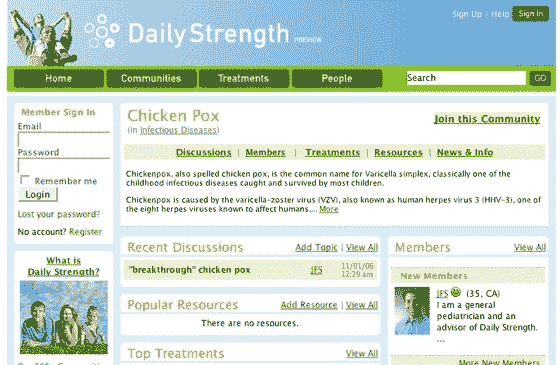 Sign Up | Help Sign In
Daily Strength PREVIEW
Home Communities Treatments People Search GO
Member Sign In
Email
Password
Remember me
Login
Lost your password?
No account? Register
What is
Daily Strength?
Chicken Pox
(in Infectious Diseases)
Join this Community
Discussions | Members | Treatments | Resources | News & Info
Chickenpox, also spelled chicken pox, is the common name for Varicella simplex, classically one of the
childhood infectious diseases caught and survived by most children.
Chickenpox is caused by the varicella-zoster virus (VZV), also known as human herpes virus 3 (HHV-3), one of
the eight herpes viruses known to affect humans.... More
Recent Discussions Add Topic | View All
"breakthrough" chicken pox JFS 11/01/06
12:29 am
Popular Resources Add Resource | View All
There are no resources.
Top Treatments View All
Members View All
New Members
JFS (35, CA)
I am a general
pediatrician and an
advisor of Daily Strength.
...
More New Members